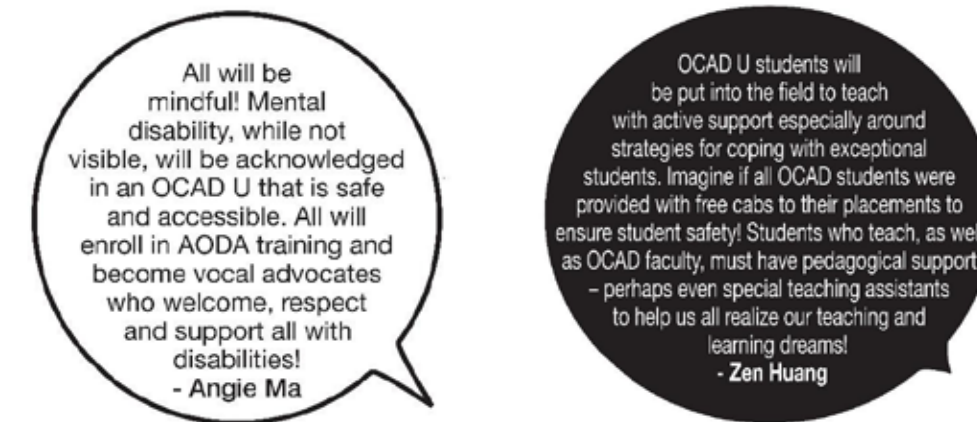 All will be
mindful! Mental
disability, while not
visible, will be acknowledged
in an OCAD U that is safe
and accessible. All will
enroll in AODA training and
become vocal advocates
who welcome, respect
and support all with
disabilities!
- Angie Ma
OCAD U students will
be put into the field to teach
with active support especially around
strategies for coping with exceptional
students. Imagine if all OCAD students were
provided with free cabs to their placements to
ensure student safety! Students who teach, as wel
as OCAD faculty, must have pedagogical support
– perhaps even special teaching assistants
to help us all realize our teaching and
learning dreams!
- Zen Huang